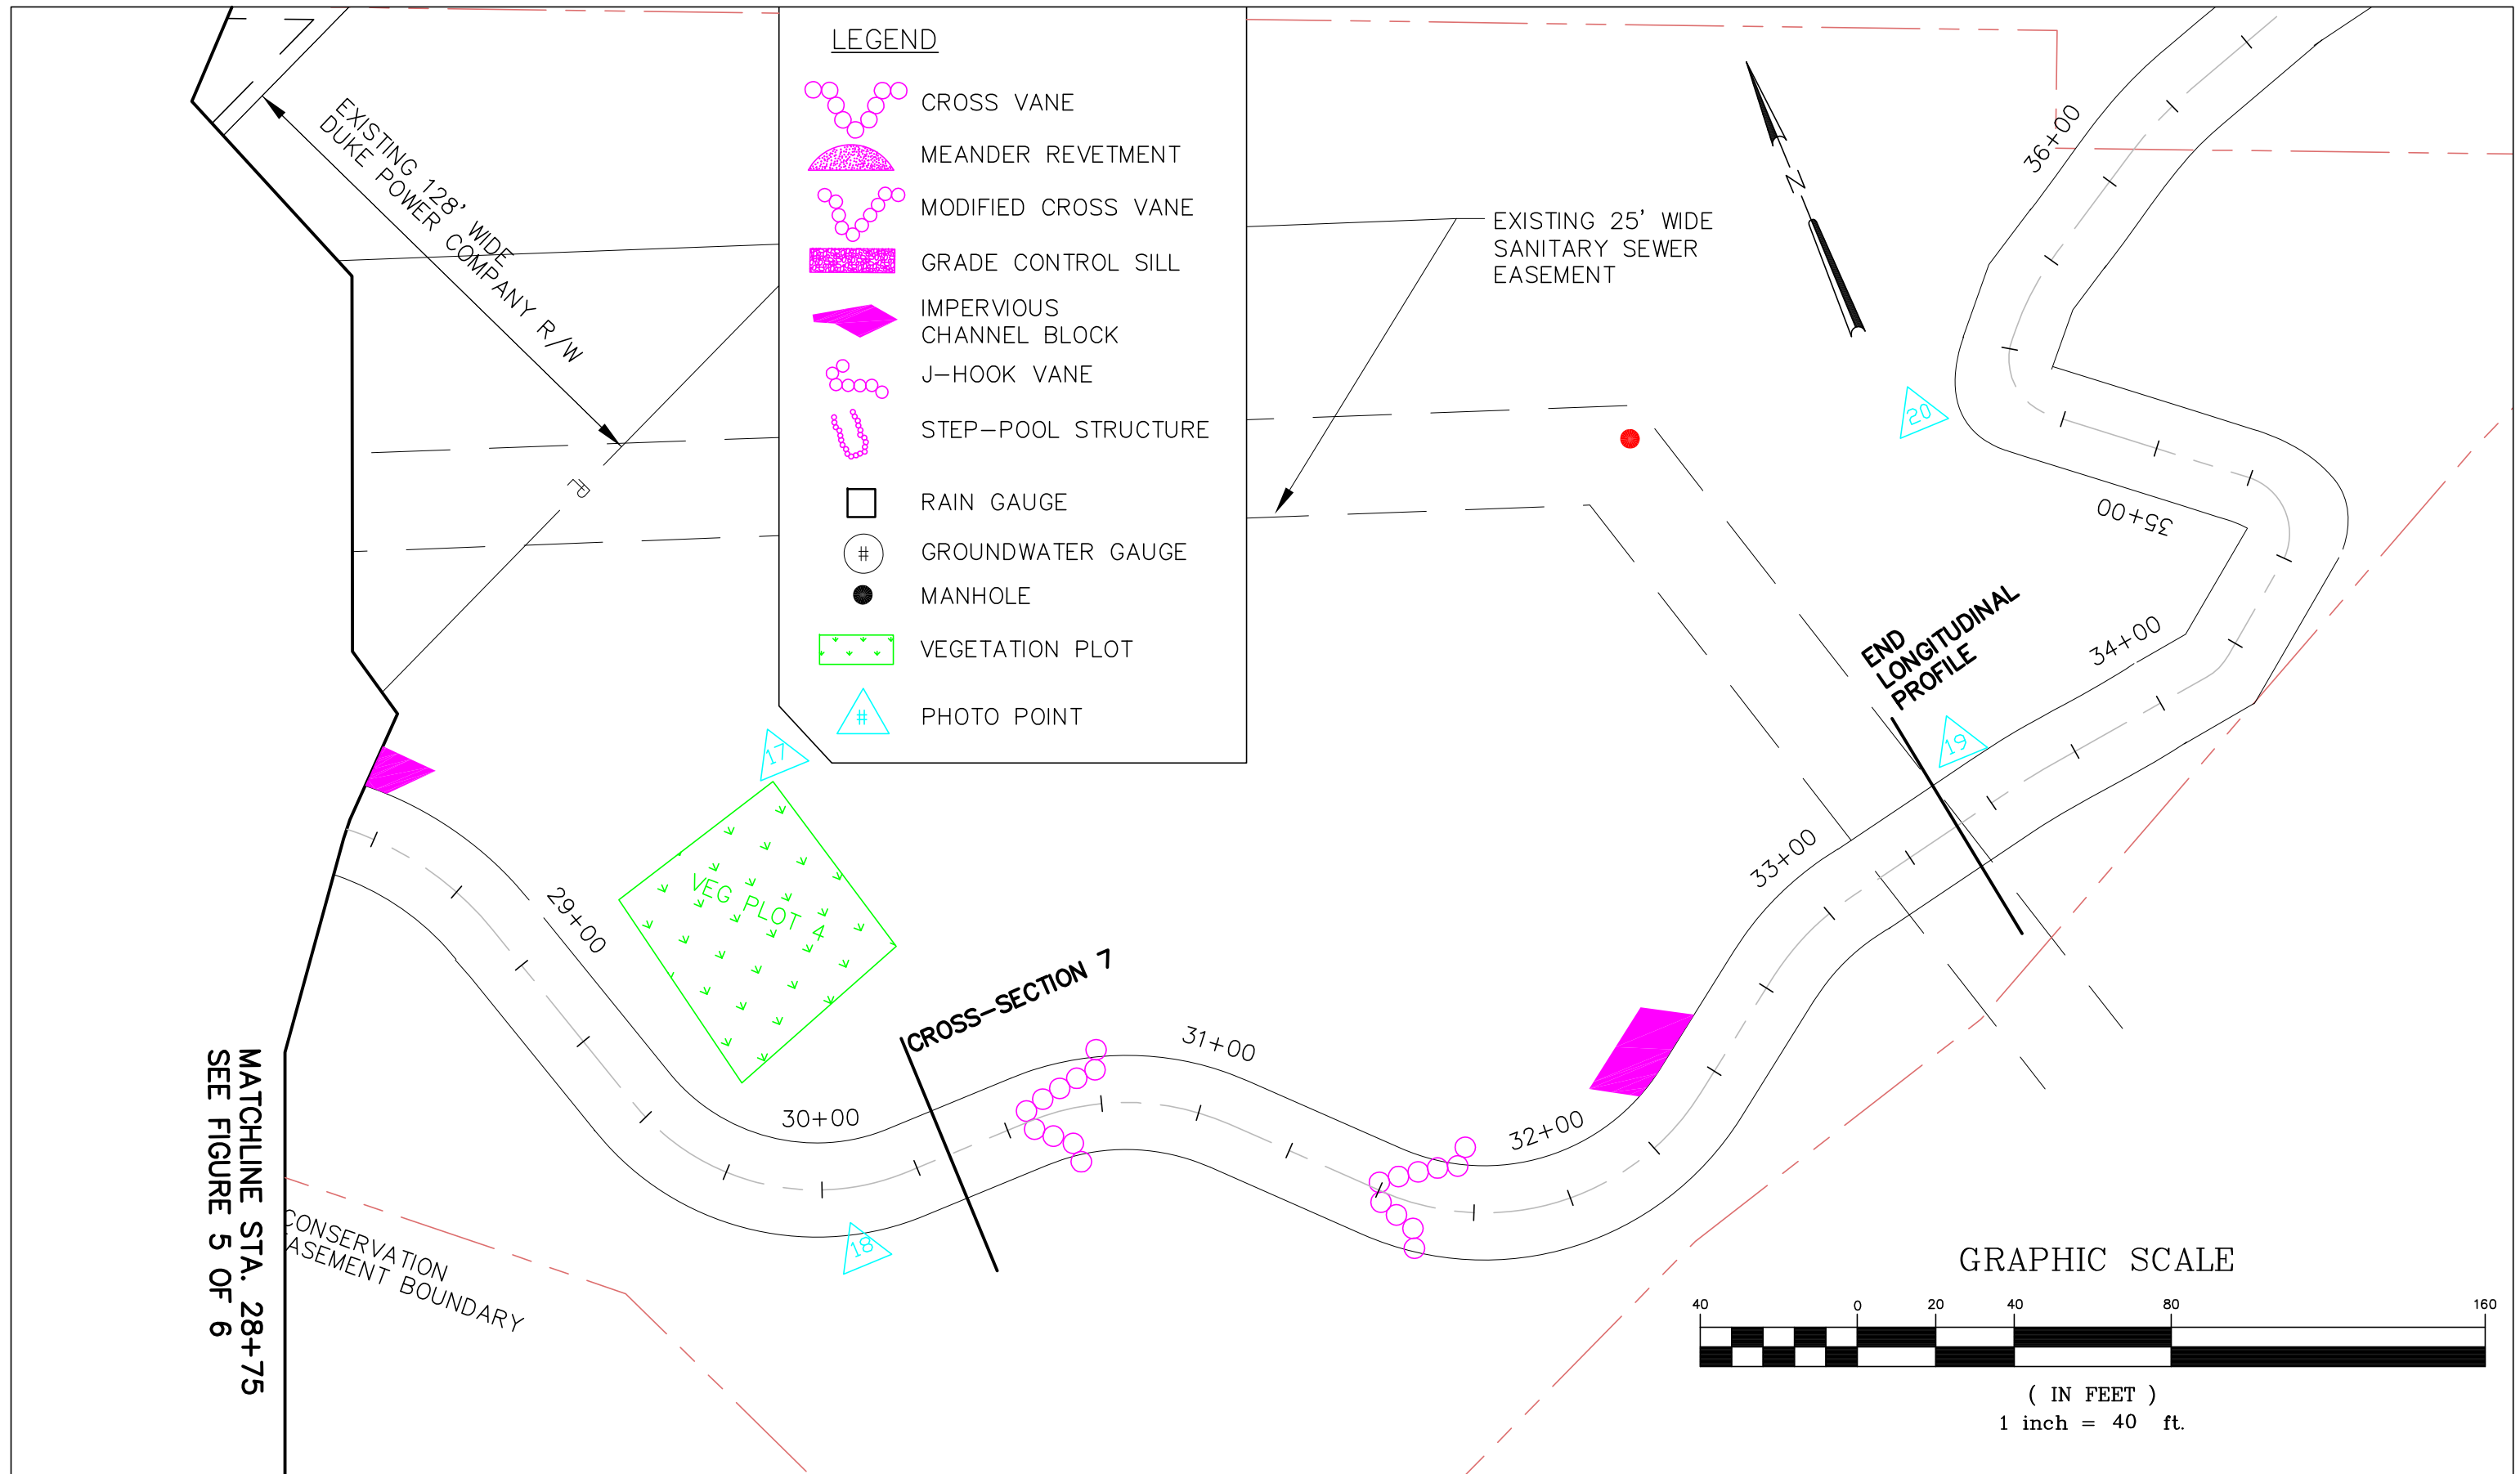 LEGEND
CROSS VANE
MEANDER REVETMENT
MODIFIED CROSS VANE
GRADE CONTROL SILL
IMPERVIOUS
CHANNEL BLOCK
J-HOOK VANE
STEP-POOL STRUCTURE
RAIN GAUGE
# GROUNDWATER GAUGE
MANHOLE
VEGETATION PLOT
# PHOTO POINT
EXISTING 128' WIDE
DUKE POWER COMPANY R/W
R
EXISTING 25' WIDE
SANITARY SEWER
EASEMENT
N
36+00
20
35+00
34+00
END
LONGITUDINAL
PROFILE
19
33+00
17
VEG PLOT 4
29+00
CROSS-SECTION 7
30+00
31+00
32+00
18
MATCHLINE STA. 28+75
SEE FIGURE 5 OF 6
CONSERVATION
EASEMENT BOUNDARY
GRAPHIC SCALE
40 0 20 40 80 160
( IN FEET )
1 inch = 40 ft.